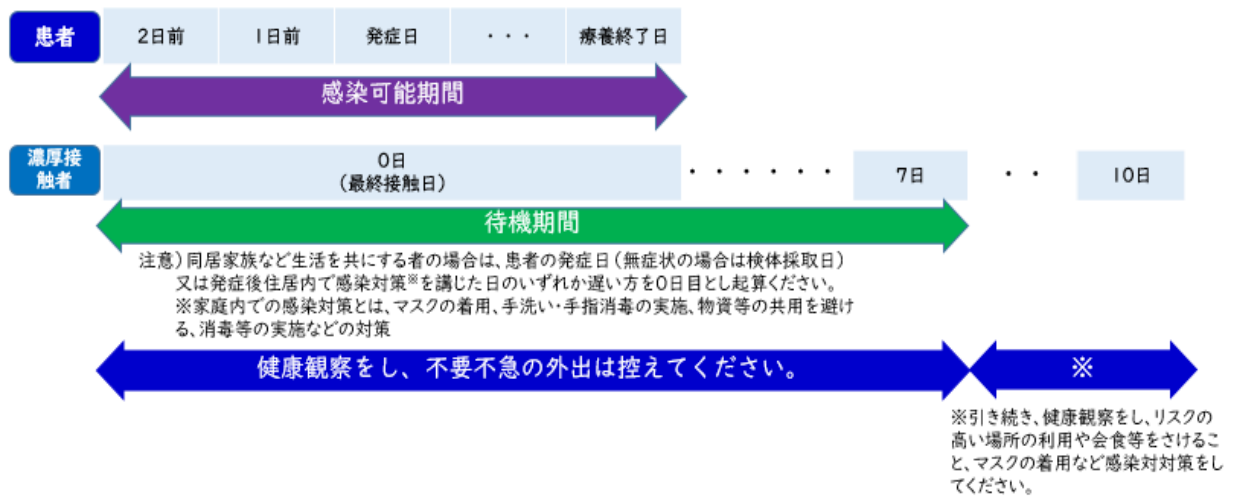 患者
2日前
1日前
発症日
・・・
療養終了日
感染可能期間
濃厚接
触者
0日
(最終接触日)
・・・・・・
7日
・・
10日
待機期間
注意)同居家族など生活を共にする者の場合は、患者の発症日(無症状の場合は検体採取日)
又は発症後住居内で感染対策※を講じた日のいずれか遅い方を0日目とし起算ください。
※家庭内での感染対策とは、マスクの着用、手洗い・手指消毒の実施、物資等の共用を避け
る、消毒等の実施などの対策
健康観察をし、不要不急の外出は控えてください。
※
※引き続き、健康観察をし、リスクの
高い場所の利用や会食等をさけるこ
と、マスクの着用など感染対対策をし
てください。